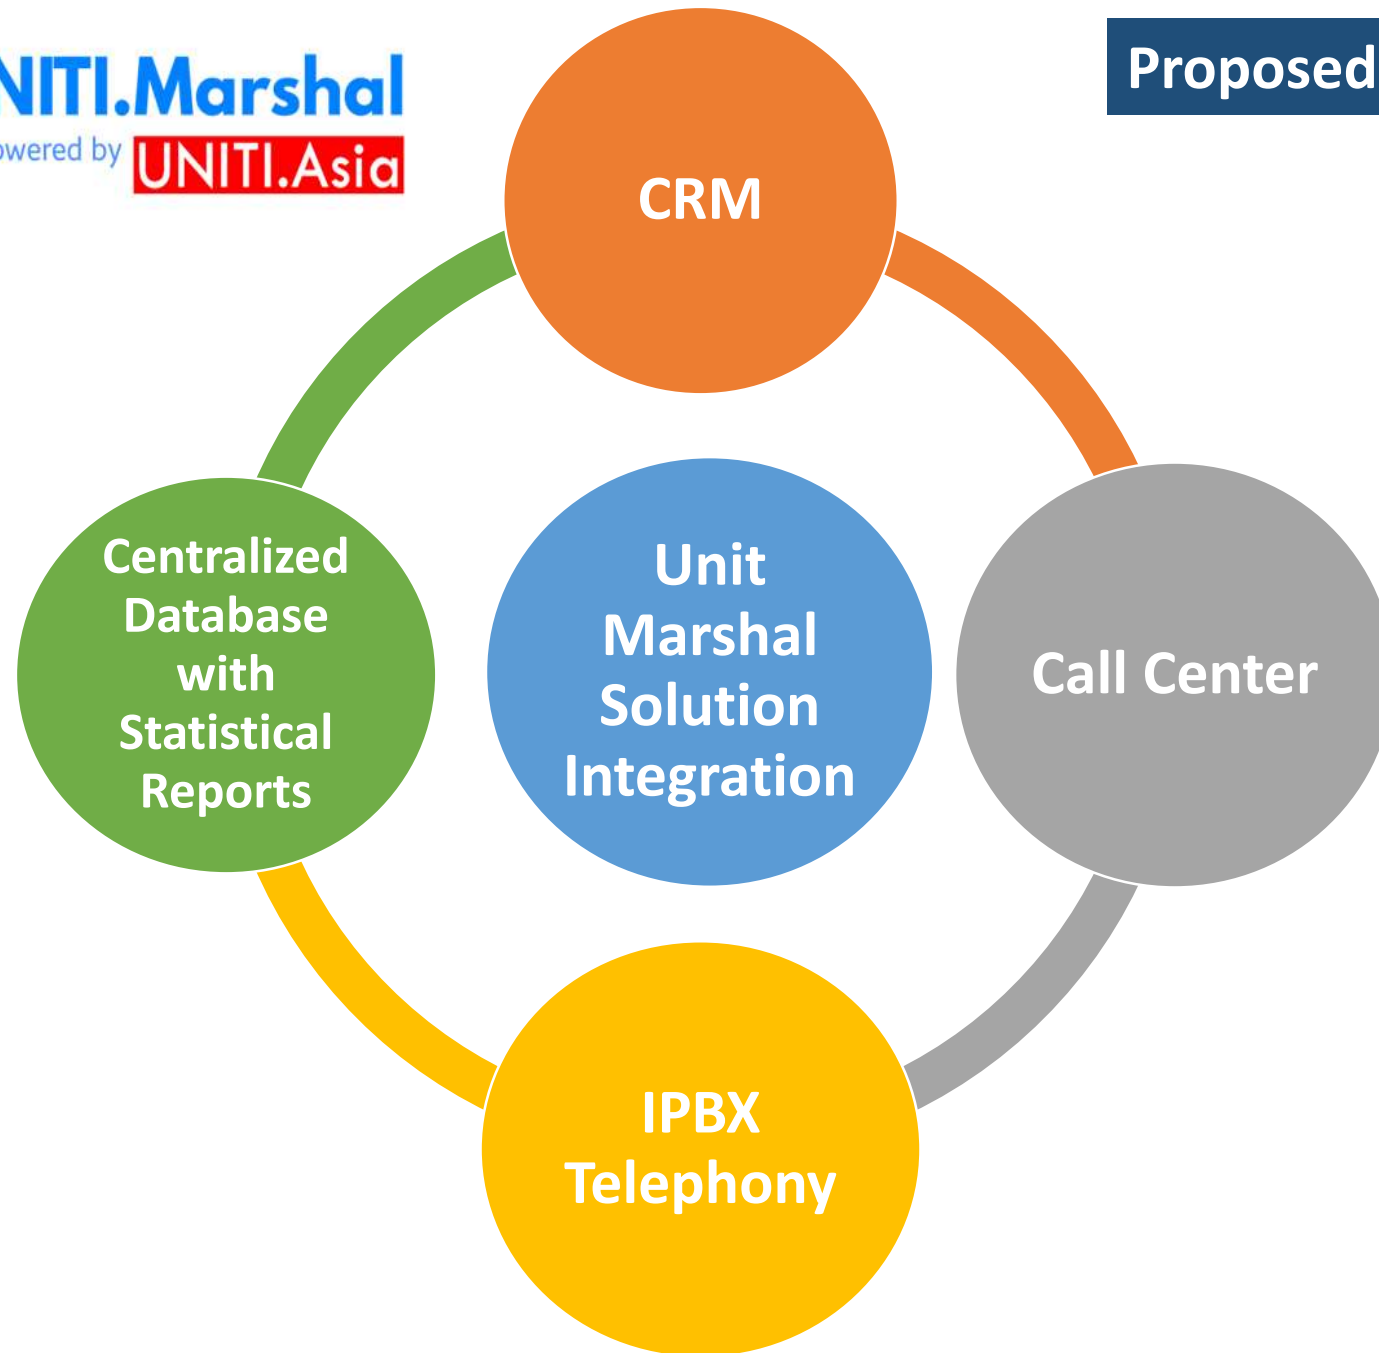 NITI.Marshal
owered by UNITI.Asia
Proposed
CRM
Centralized
Database
with
Statistical
Reports
Unit
Marshal
Solution
Integration
Call Center
IPBX
Telephony